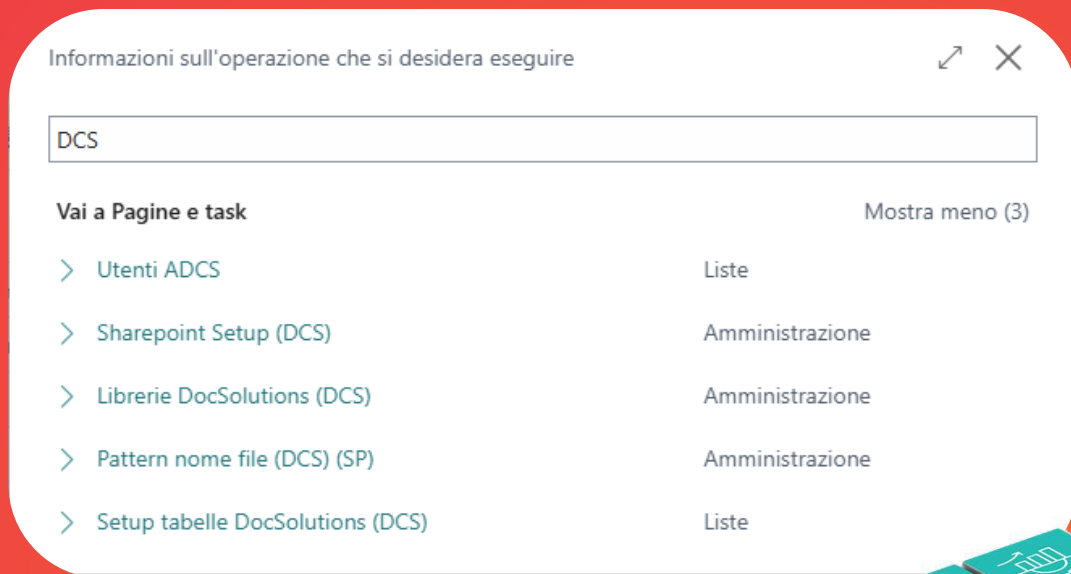 Informazioni sull'operazione che si desidera eseguire
DCS
Vai a Pagine e task Mostra meno (3)
Utenti ADCS Liste
Sharepoint Setup (DCS) Amministrazione
Librerie DocSolutions (DCS) Amministrazione
Pattern nome file (DCS) (SP) Amministrazione
Setup tabelle DocSolutions (DCS) Liste